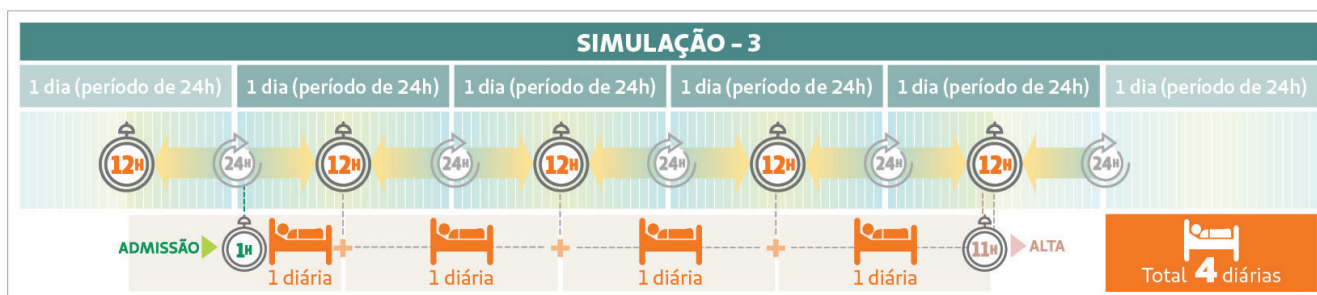 SIMULAÇÃO – 3
1 dia (período de 24h) 1 dia (período de 24h) 1 dia (período de 24h) 1 dia (período de 24h) 1 dia (período de 24h) 1 dia (período de 24h)
12H 24H 12H 24H 12H 24H 12H 24H 12H 24H
ADMISSÃO 1H + + + 11H ALTA
1 diária 1 diária 1 diária 1 diária
Total 4 diárias